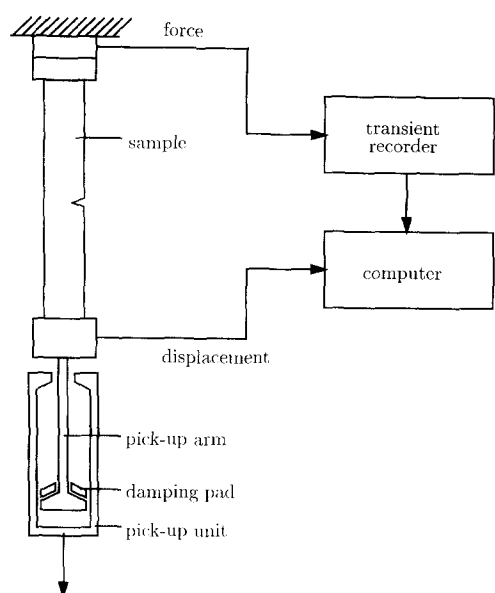 force
transient
recorder
sample
computer
displacement
pick-up arm
damping pad
pick-up unit